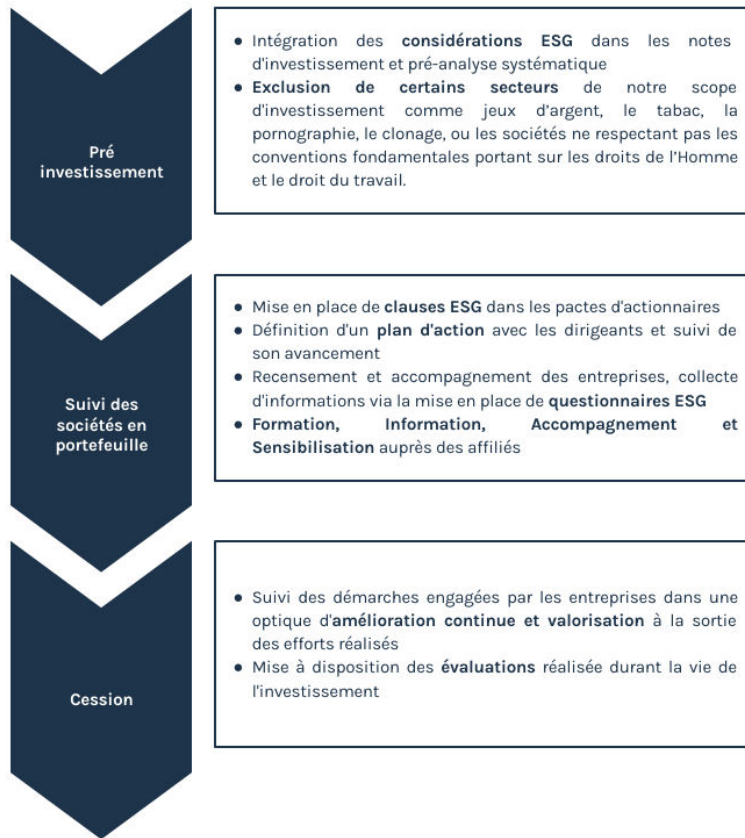 Pré
investissement
● Intégration des considérations ESG dans les notes
d'investissement et pré-analyse systématique
● Exclusion de certains secteurs de notre scope
d'investissement comme jeux d’argent, le tabac, la
pornographie, le clonage, ou les sociétés ne respectant pas les
conventions fondamentales portant sur les droits de l’Homme
et le droit du travail.
Suivi des
sociétés en
portefeuille
● Mise en place de clauses ESG dans les pactes d'actionnaires
● Définition d'un plan d'action avec les dirigeants et suivi de
son avancement
● Recensement et accompagnement des entreprises, collecte
d'informations via la mise en place de questionnaires ESG
● Formation, Information, Accompagnement et
Sensibilisation auprès des affiliés
Cession
● Suivi des démarches engagées par les entreprises dans une
optique d'amélioration continue et valorisation à la sortie
des efforts réalisés
● Mise à disposition des évaluations réalisée durant la vie de
l'investissement